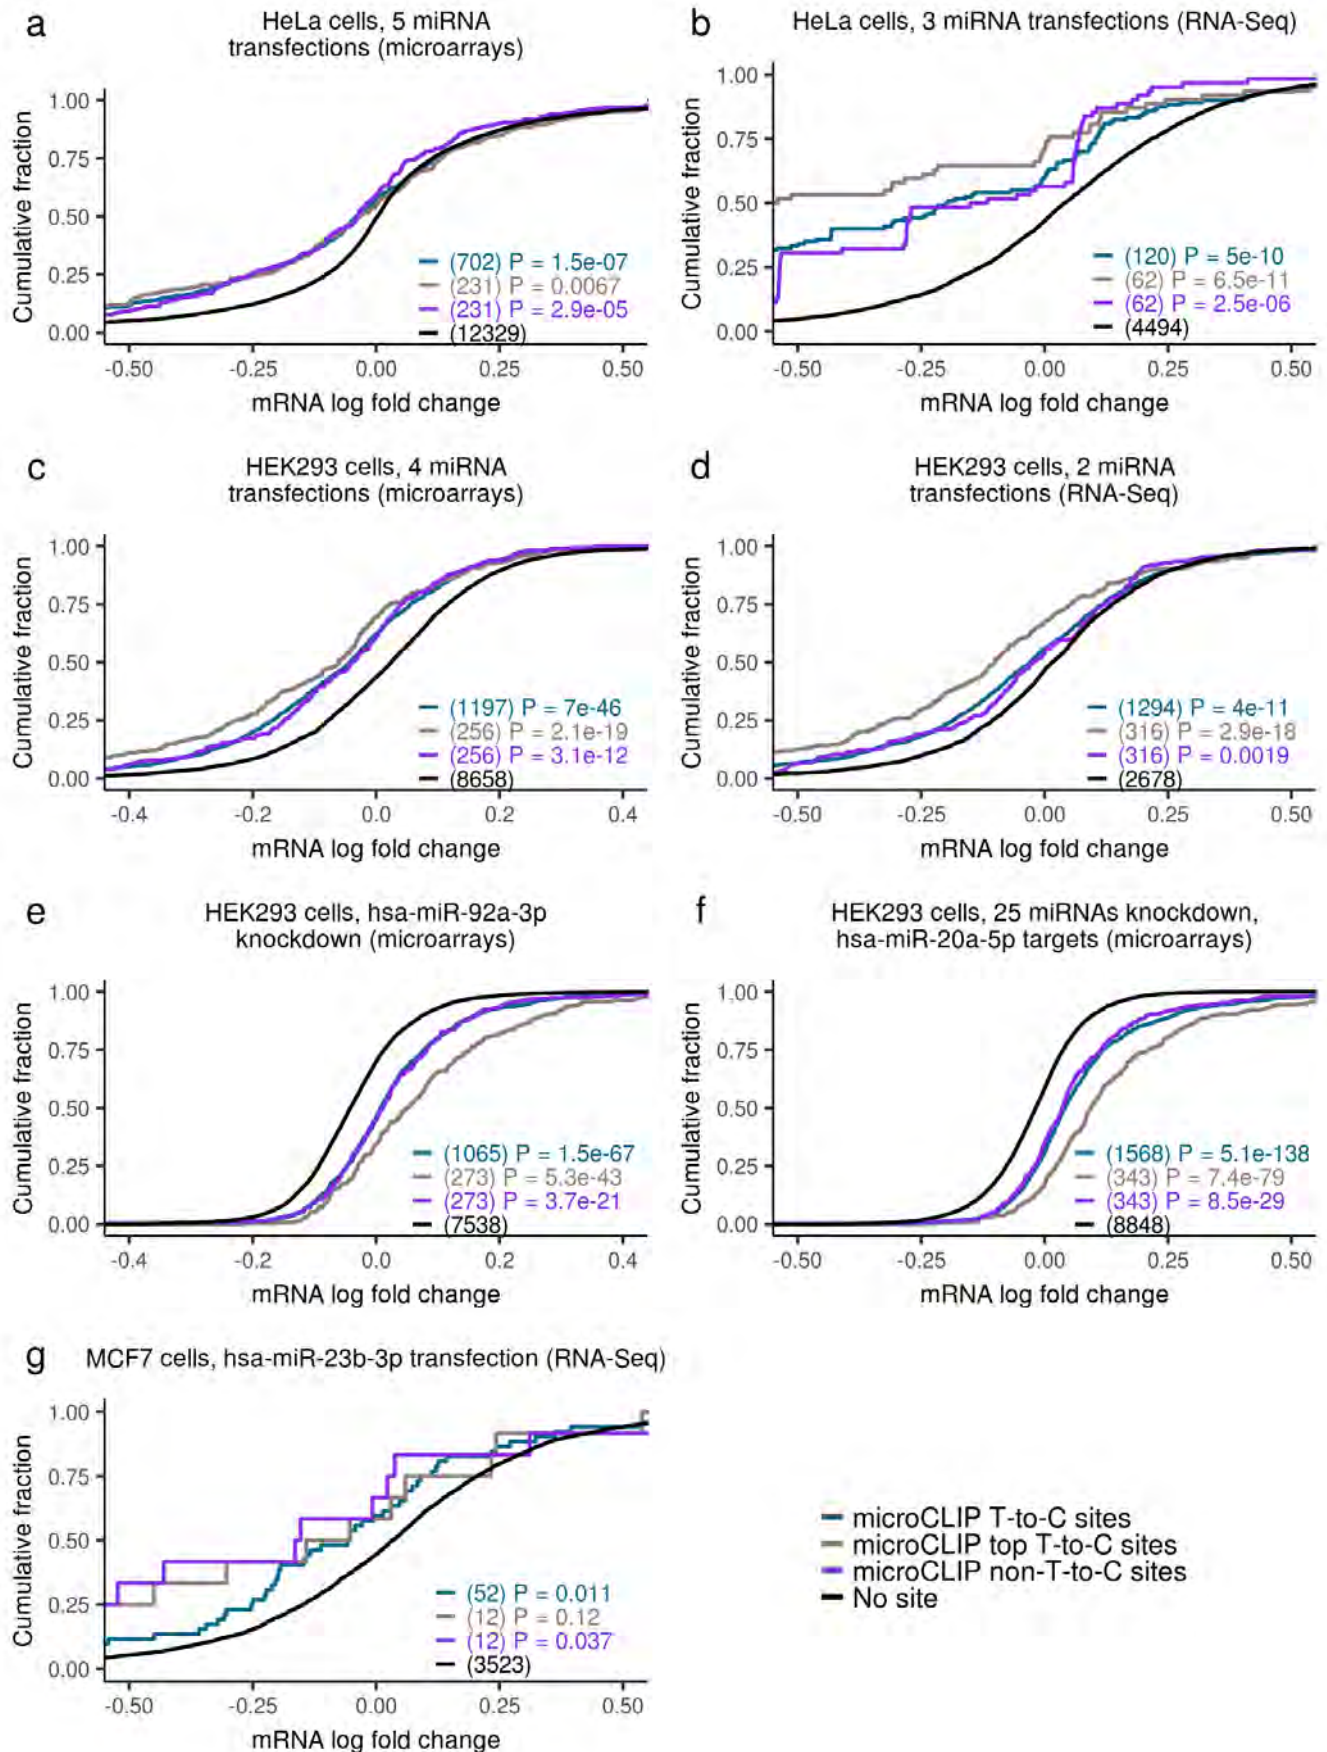 a
HeLa cells, 5 miRNA
transfections (microarrays)
Cumulative fraction
1.00
0.75
0.50
0.25
0.00
(702) P = 1.5e-07
(231) P = 0.0067
(231) P = 2.9e-05
(12329)
-0.50 -0.25 0.00 0.25 0.50
mRNA log fold change
b
HeLa cells, 3 miRNA transfections (RNA-Seq)
Cumulative fraction
1.00
0.75
0.50
0.25
0.00
(120) P = 5e-10
(62) P = 6.5e-11
(62) P = 2.5e-06
(4494)
-0.50 -0.25 0.00 0.25 0.50
mRNA log fold change
c
HEK293 cells, 4 miRNA
transfections (microarrays)
Cumulative fraction
1.00
0.75
0.50
0.25
0.00
(1197) P = 7e-46
(256) P = 2.1e-19
(256) P = 3.1e-12
(8658)
-0.4 -0.2 0.0 0.2 0.4
mRNA log fold change
d
HEK293 cells, 2 miRNA
transfections (RNA-Seq)
Cumulative fraction
1.00
0.75
0.50
0.25
0.00
(1294) P = 4e-11
(316) P = 2.9e-18
(316) P = 0.0019
(2678)
-0.50 -0.25 0.00 0.25 0.50
mRNA log fold change
e
HEK293 cells, hsa-miR-92a-3p
knockdown (microarrays)
Cumulative fraction
1.00
0.75
0.50
0.25
0.00
(1065) P = 1.5e-67
(273) P = 5.3e-43
(273) P = 3.7e-21
(7538)
-0.4 -0.2 0.0 0.2 0.4
mRNA log fold change
f
HEK293 cells, 25 miRNAs knockdown,
hsa-miR-20a-5p targets (microarrays)
Cumulative fraction
1.00
0.75
0.50
0.25
0.00
(1568) P = 5.1e-138
(343) P = 7.4e-79
(343) P = 8.5e-29
(8848)
-0.50 -0.25 0.00 0.25 0.50
mRNA log fold change
g
MCF7 cells, hsa-miR-23b-3p transfection (RNA-Seq)
Cumulative fraction
1.00
0.75
0.50
0.25
0.00
(52) P = 0.011
(12) P = 0.12
(12) P = 0.037
(3523)
-0.50 -0.25 0.00 0.25 0.50
mRNA log fold change
microCLIP T-to-C sites
microCLIP top T-to-C sites
microCLIP non-T-to-C sites
No site